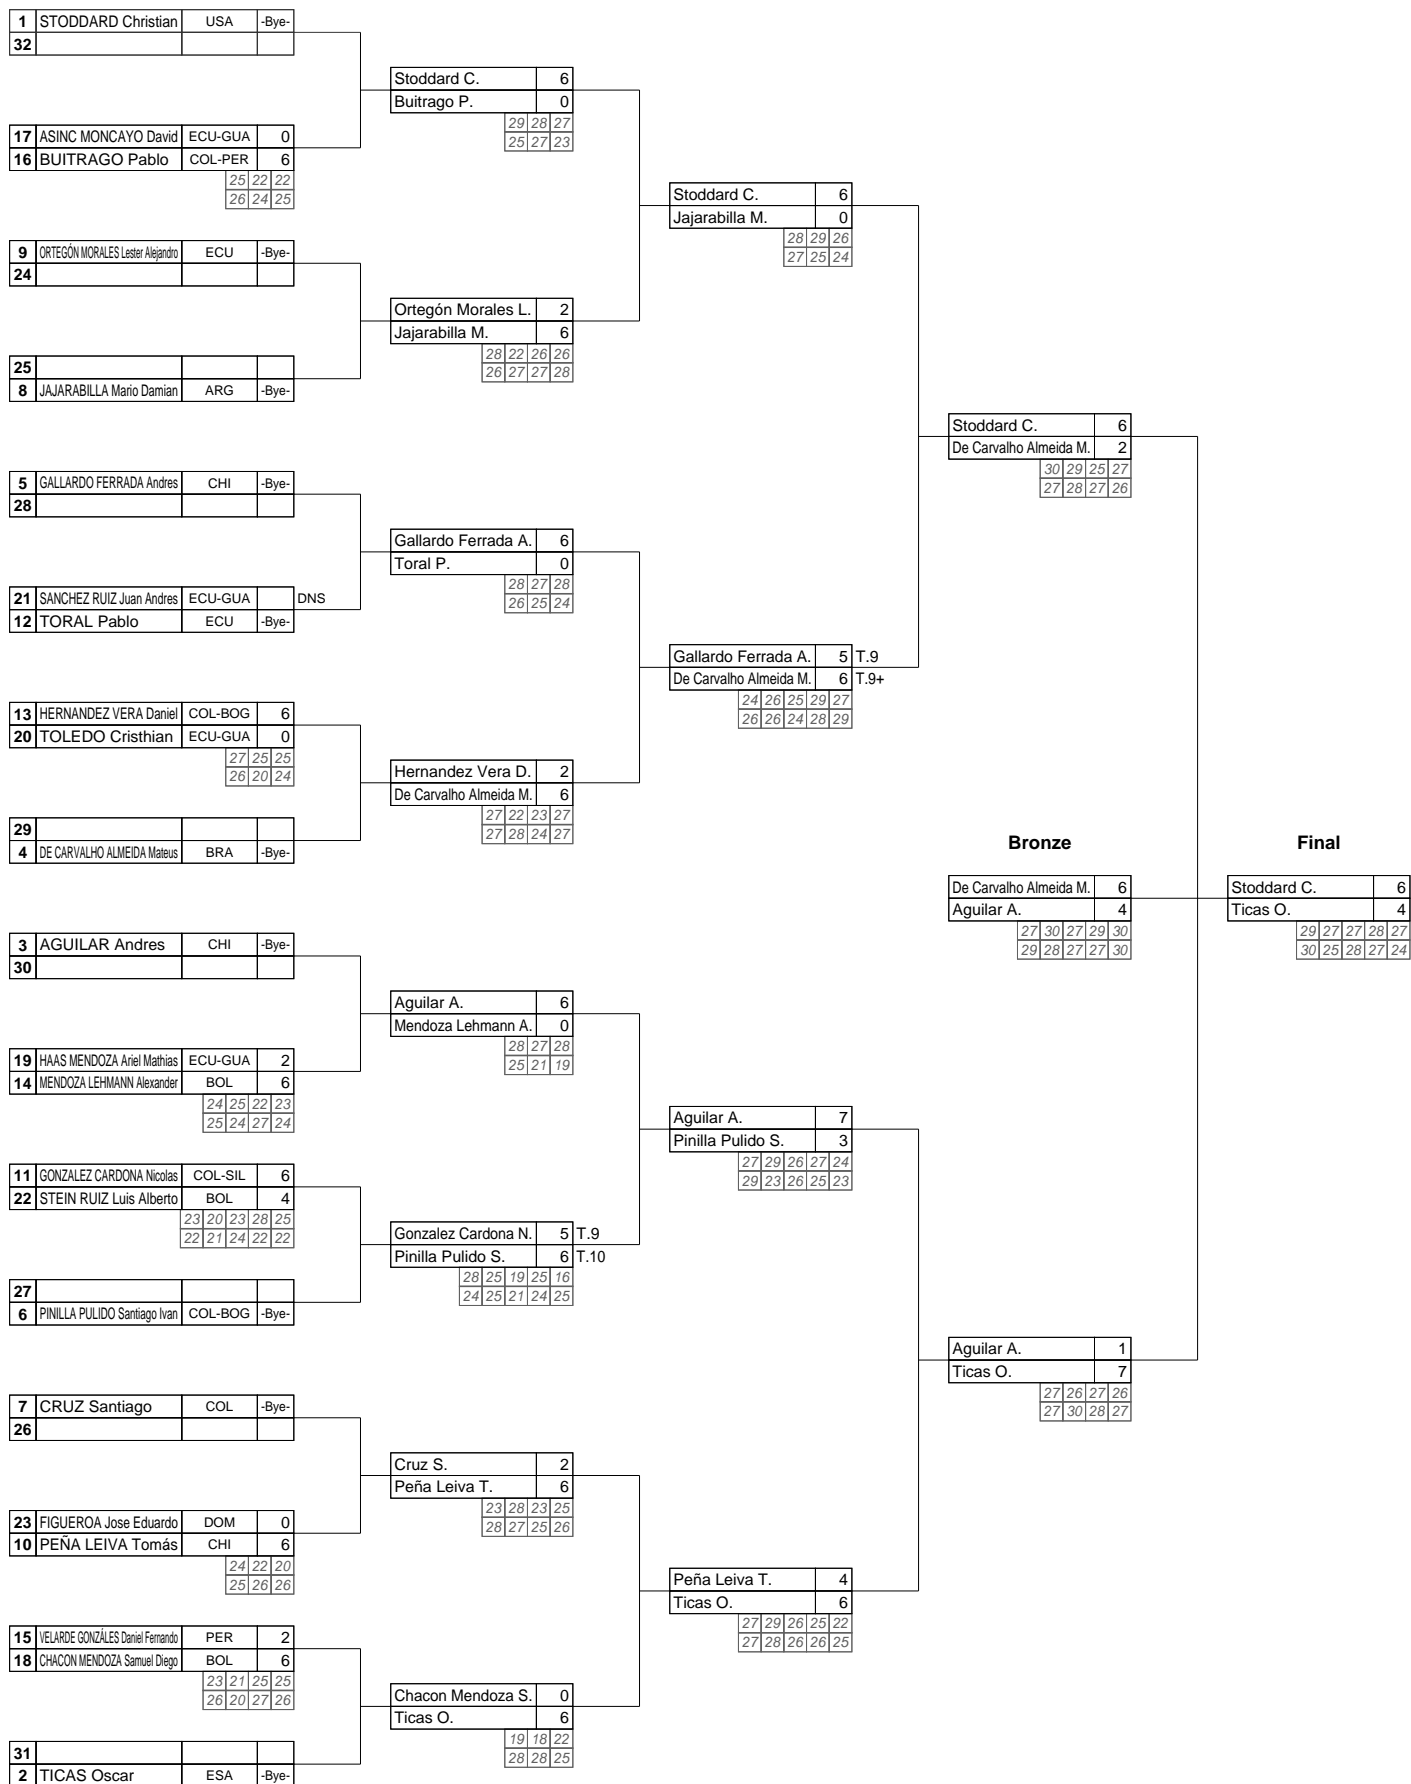 1 STODDARD Christian USA -Bye-
32
Stoddard C. 6
Buitrago P. 0
29 28 27
25 27 23
17 ASINC MONCAYO David ECU-GUA 0
16 BUITRAGO Pablo COL-PER 6
25 22 22
26 24 25
Stoddard C. 6
Jajarabilla M. 0
28 29 26
27 25 24
9 ORTEGÓN MORALES Lester Alejandro ECU -Bye-
24
Ortegón Morales L. 2
Jajarabilla M. 6
28 22 26 26
26 27 27 28
25
8 JAJARABILLA Mario Damian ARG -Bye-
Stoddard C. 6
De Carvalho Almeida M. 2
30 29 25 27
27 28 27 26
5 GALLARDO FERRADA Andres CHI -Bye-
28
Gallardo Ferrada A. 6
Toral P. 0
28 27 28
26 25 24
21 SANCHEZ RUIZ Juan Andres ECU-GUA DNS
12 TORAL Pablo ECU -Bye-
Gallardo Ferrada A. 5 T.9
De Carvalho Almeida M. 6 T.9+
24 26 25 29 27
26 26 24 28 29
13 HERNANDEZ VERA Daniel COL-BOG 6
20 TOLEDO Cristhian ECU-GUA 0
27 25 25
26 20 24
Hernandez Vera D. 2
De Carvalho Almeida M. 6
27 22 23 27
27 28 24 27
29
4 DE CARVALHO ALMEIDA Mateus BRA -Bye-
Bronze Final
De Carvalho Almeida M. 6
Aguilar A. 4
27 30 27 29 30
29 28 27 27 30
Stoddard C. 6
Ticas O. 4
29 27 27 28 27
30 25 28 27 24
3 AGUILAR Andres CHI -Bye-
30
Aguilar A. 6
Mendoza Lehmann A. 0
28 27 28
25 21 19
19 HAAS MENDOZA Ariel Mathias ECU-GUA 2
14 MENDOZA LEHMANN Alexander BOL 6
24 25 22 23
25 24 27 24
Aguilar A. 7
Pinilla Pulido S. 3
27 29 26 27 24
29 23 26 25 23
11 GONZALEZ CARDONA Nicolas COL-SIL 6
22 STEIN RUIZ Luis Alberto BOL 4
23 20 23 28 25
22 21 24 22 22
Gonzalez Cardona N. 5 T.9
Pinilla Pulido S. 6 T.10
28 25 19 25 16
24 25 21 24 25
27
6 PINILLA PULIDO Santiago Ivan COL-BOG -Bye-
Aguilar A. 1
Ticas O. 7
27 26 27 26
27 30 28 27
7 CRUZ Santiago COL -Bye-
26
Cruz S. 2
Peña Leiva T. 6
23 28 23 25
28 27 25 26
23 FIGUEROA Jose Eduardo DOM 0
10 PEÑA LEIVA Tomás CHI 6
24 22 20
25 26 26
Peña Leiva T. 4
Ticas O. 6
27 29 26 25 22
27 28 26 26 25
15 VELARDE GONZÁLES Daniel Fernando PER 2
18 CHACON MENDOZA Samuel Diego BOL 6
23 21 25 25
26 20 27 26
Chacon Mendoza S. 0
Ticas O. 6
19 18 22
28 28 25
31
2 TICAS Oscar ESA -Bye-